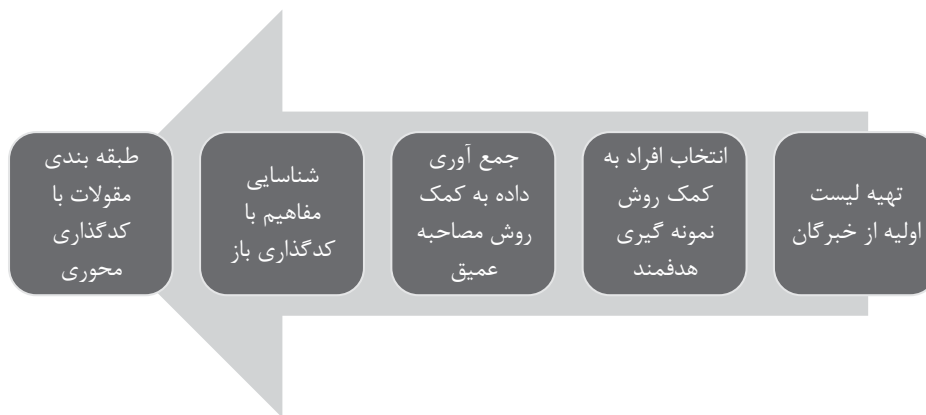 تهیه لیست
اولیه از خبرگان
انتخاب افراد به
کمک روش
نمونه گیری
هدفمند
جمع آوری
داده به کمک
روش مصاحبه
عمیق
شناسایی
مفاهیم با
کدگذاری باز
طبقه بندی
مقولات با
کدگذاری
محوری